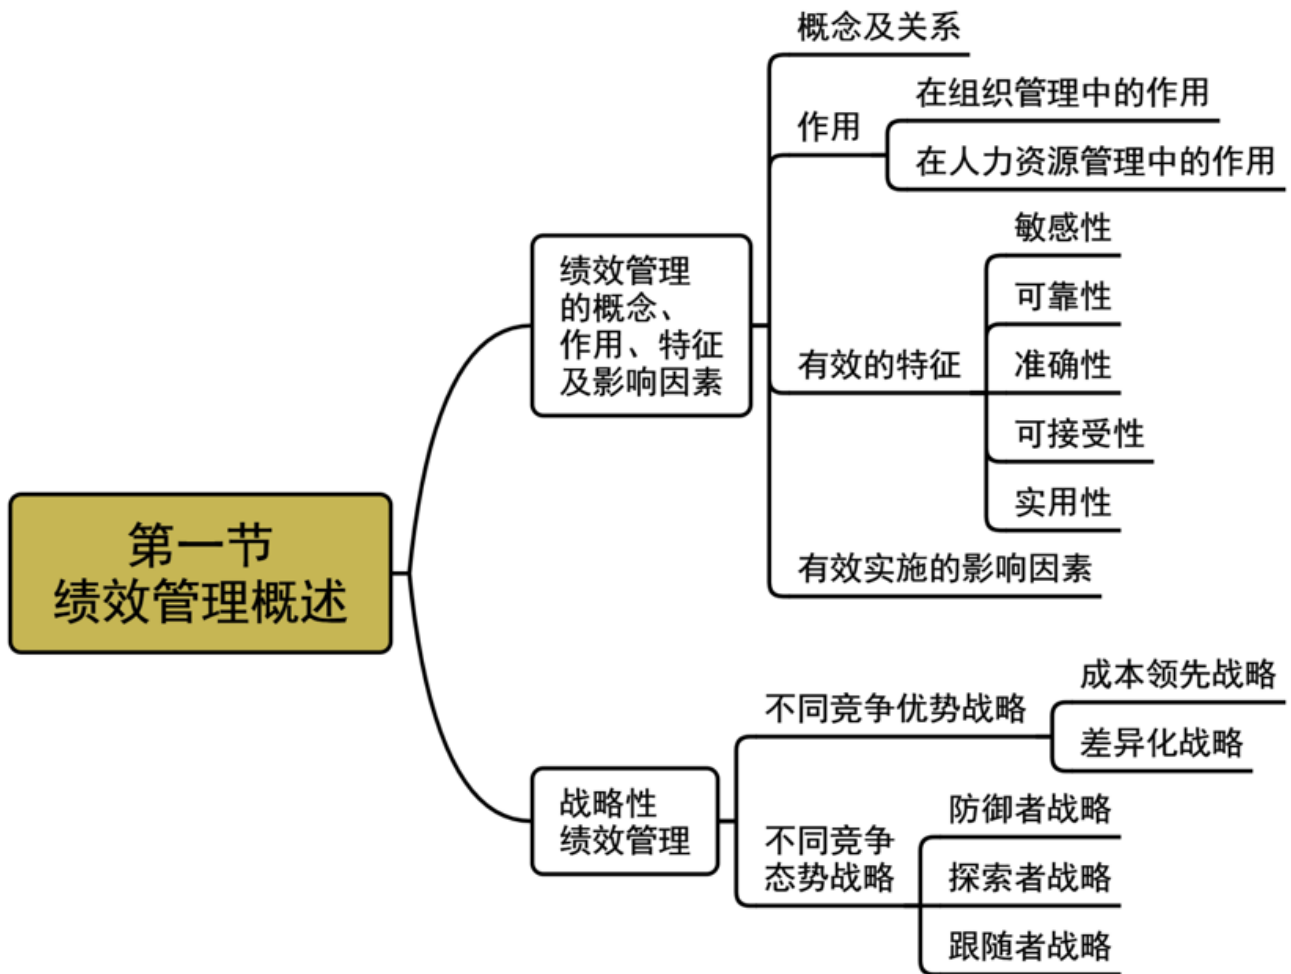 第一节
绩效管理概述
绩效管理
的概念、
作用、特征
及影响因素
概念及关系
作用
在组织管理中的作用
在人力资源管理中的作用
有效的特征
敏感性
可靠性
准确性
可接受性
实用性
有效实施的影响因素
战略性
绩效管理
不同竞争优势战略
成本领先战略
差异化战略
不同竞争
态势战略
防御者战略
探索者战略
跟随者战略